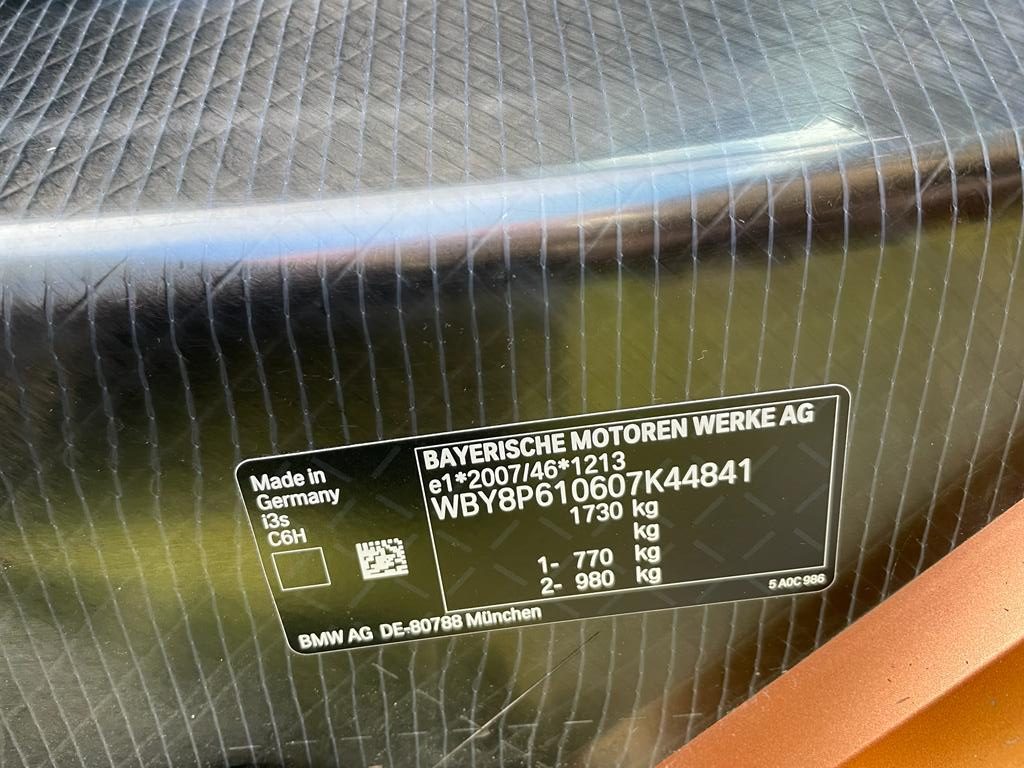 Made in
Germany
i3s
C6H
BAYERISCHE MOTOREN WERKE AG
e1*2007/46*1213
WBY8P610607K44841
1730 kg
kg
1- 770 kg
2- 980 kg
5 A0C 986
BMW AG DE-80788 München